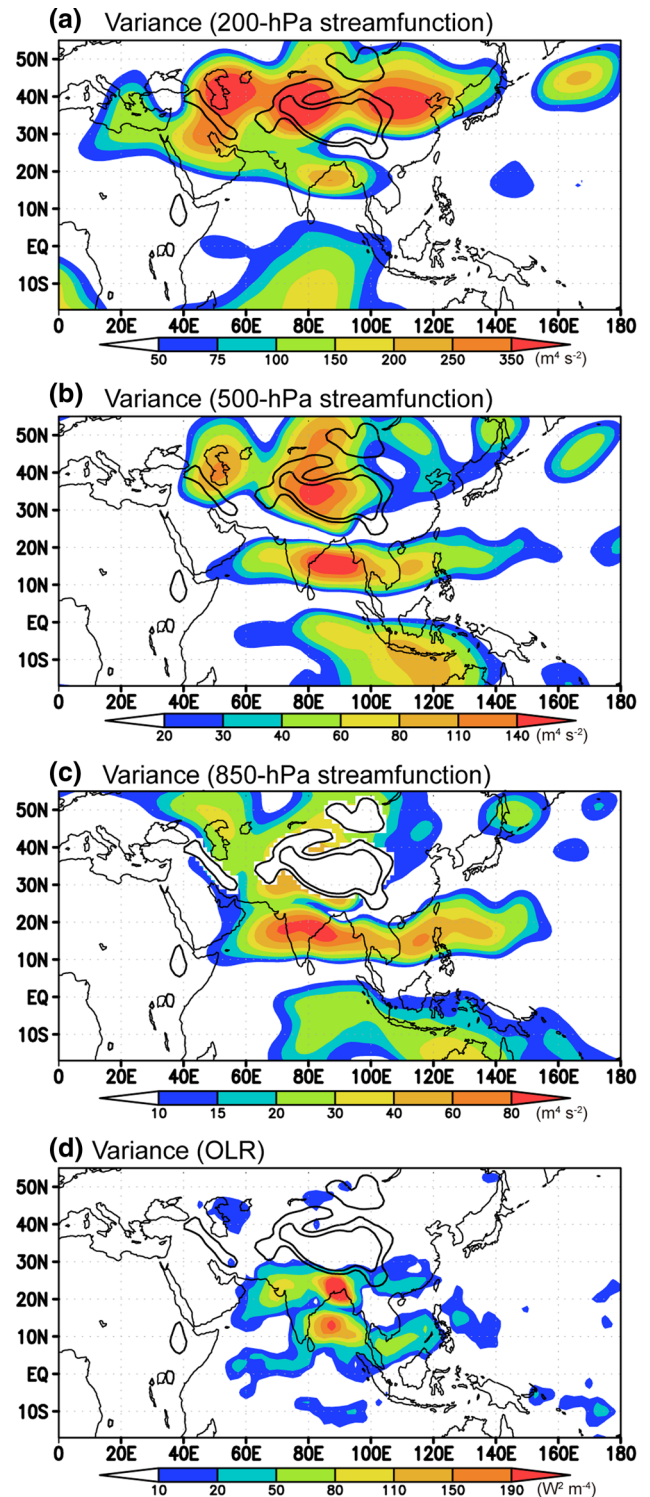 (a) Variance (200-hPa streamfunction)
50N
40N
30N
20N
10N
EQ
10S
0 20E 40E 60E 80E 100E 120E 140E 160E 180
50 75 100 150 200 250 350 (m⁴ s⁻²)
(b) Variance (500-hPa streamfunction)
50N
40N
30N
20N
10N
EQ
10S
0 20E 40E 60E 80E 100E 120E 140E 160E 180
20 30 40 60 80 110 140 (m⁴ s⁻²)
(c) Variance (850-hPa streamfunction)
50N
40N
30N
20N
10N
EQ
10S
0 20E 40E 60E 80E 100E 120E 140E 160E 180
10 15 20 30 40 60 80 (m⁴ s⁻²)
(d) Variance (OLR)
50N
40N
30N
20N
10N
EQ
10S
0 20E 40E 60E 80E 100E 120E 140E 160E 180
10 20 50 80 110 150 190 (W² m⁻⁴)